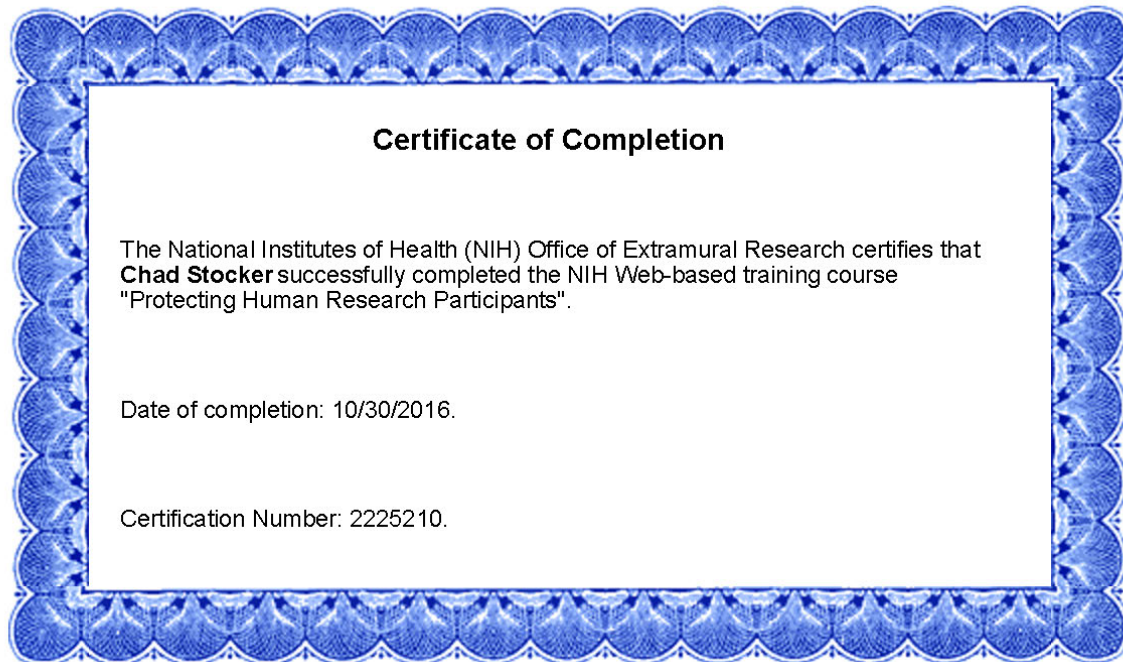 Certificate of Completion
The National Institutes of Health (NIH) Office of Extramural Research certifies that
Chad Stocker successfully completed the NIH Web-based training course
"Protecting Human Research Participants".
Date of completion: 10/30/2016.
Certification Number: 2225210.